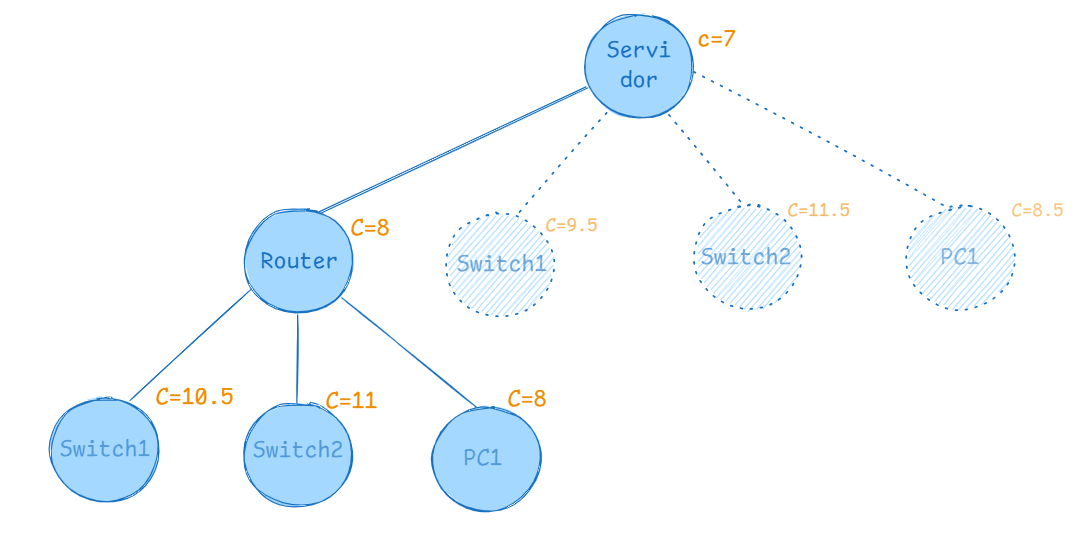 Servi
dor
c=7
Router
C=8
Switch1
C=9.5
Switch2
C=11.5
PC1
C=8.5
Switch1
C=10.5
Switch2
C=11
PC1
C=8